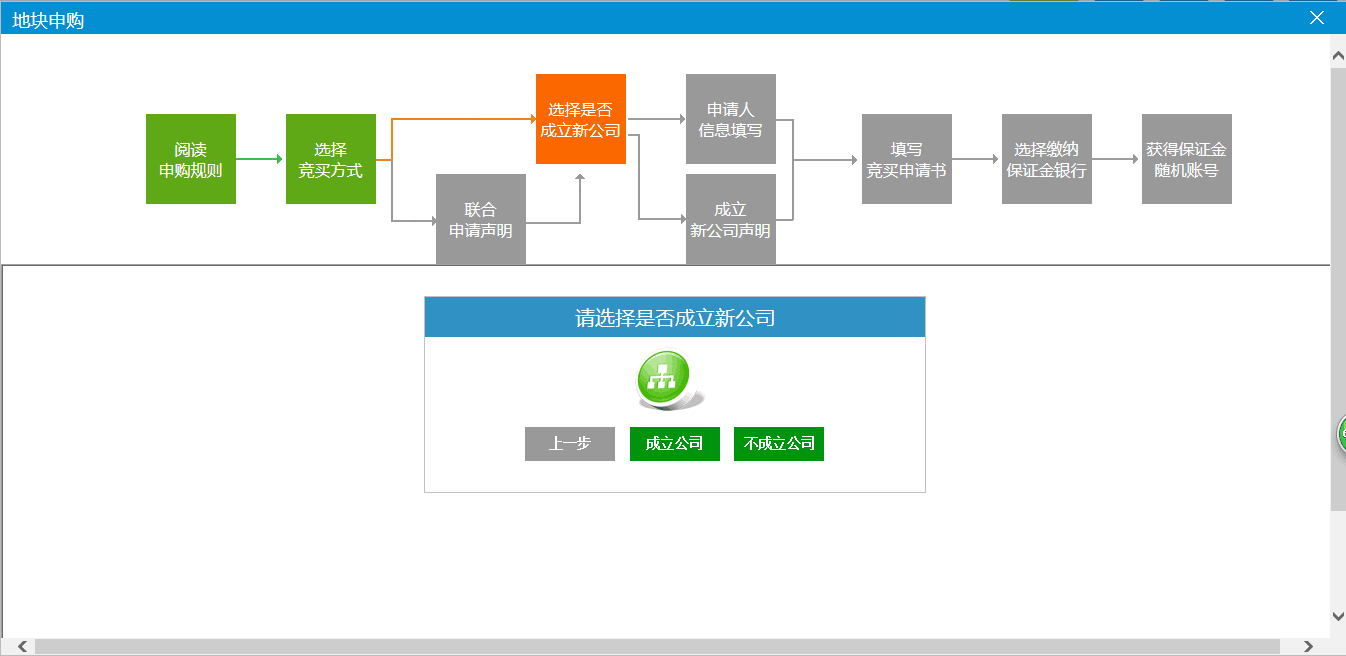 地块申购
阅读
申购规则
选择
竞买方式
联合
申请声明
选择是否
成立新公司
申请人
信息填写
成立
新公司声明
填写
竞买申请书
选择缴纳
保证金银行
获得保证金
随机账号
请选择是否成立新公司
上一步
成立公司
不成立公司